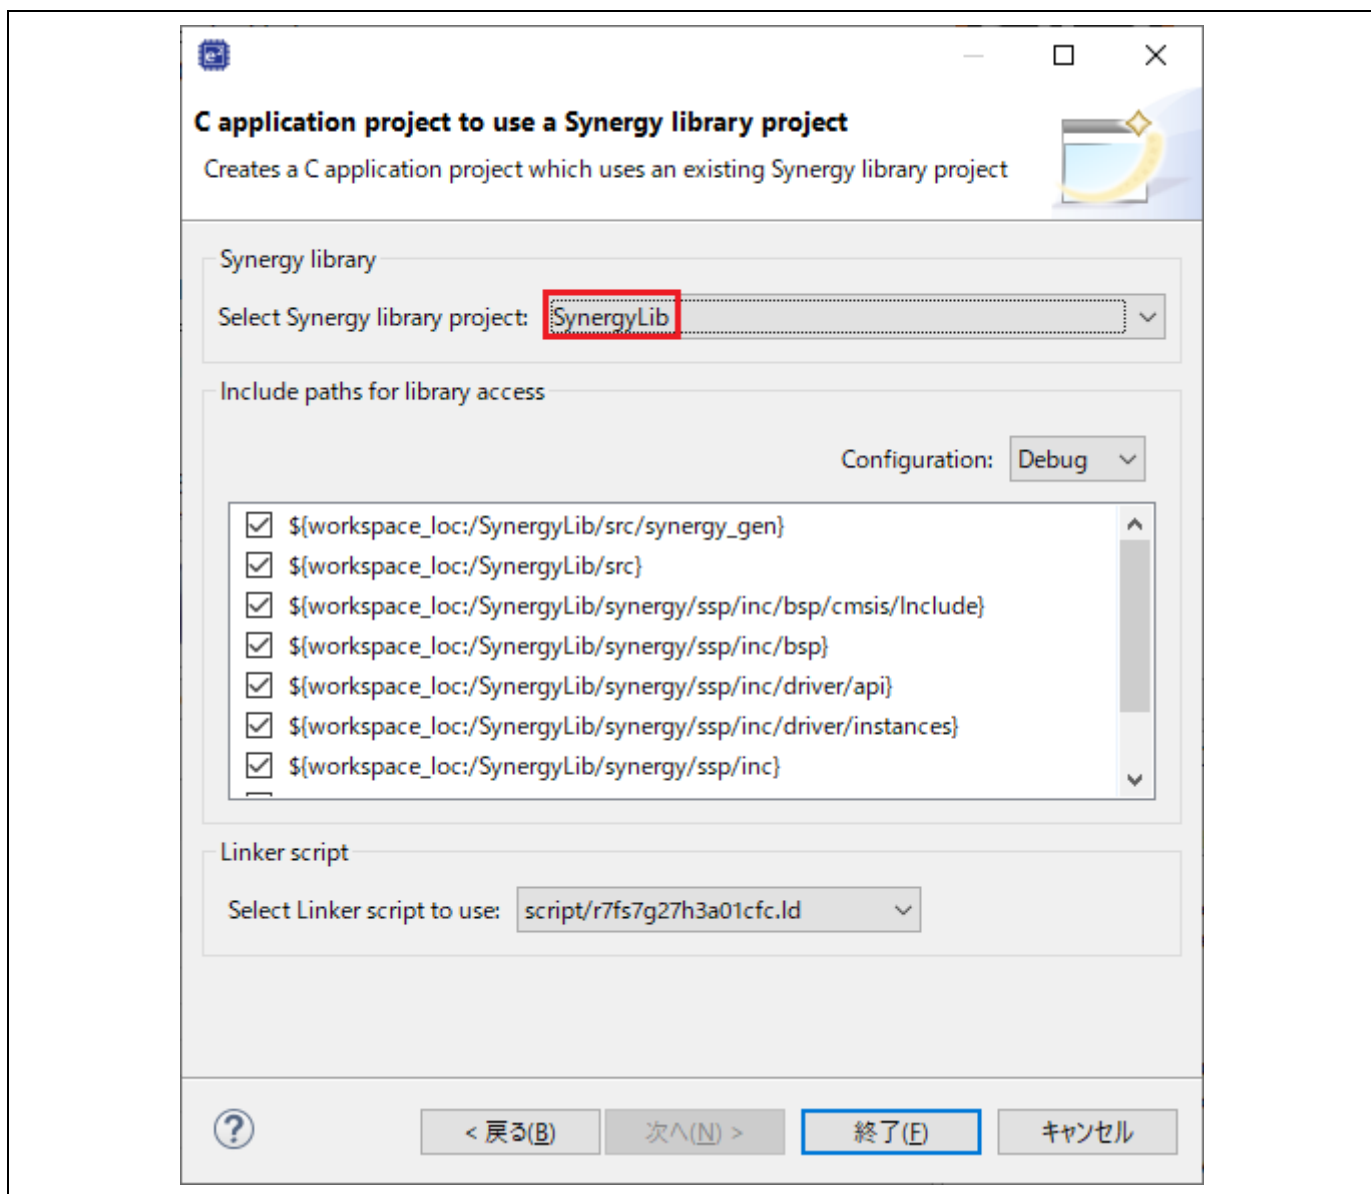 e²
C application project to use a Synergy library project
Creates a C application project which uses an existing Synergy library project
Synergy library
Select Synergy library project: SynergyLib
Include paths for library access
Configuration: Debug
${workspace_loc:/SynergyLib/src/synergy_gen}
${workspace_loc:/SynergyLib/src}
${workspace_loc:/SynergyLib/synergy/ssp/inc/bsp/cmsis/Include}
${workspace_loc:/SynergyLib/synergy/ssp/inc/bsp}
${workspace_loc:/SynergyLib/synergy/ssp/inc/driver/api}
${workspace_loc:/SynergyLib/synergy/ssp/inc/driver/instances}
${workspace_loc:/SynergyLib/synergy/ssp/inc}
Linker script
Select Linker script to use: script/r7fs7g27h3a01cfc.ld
? < 戻る(B) 次へ(N) > 終了(F) キャンセル